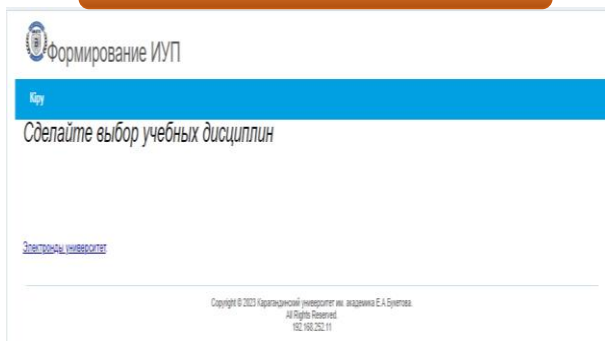 Формирование ИУП
Кіру
Сделайте выбор учебных дисциплин
Электронды университет
Copyright © 2023 Карагандинский университет им. академика Е.А.Букетова.
All Rights Reserved.
192.168.252.11